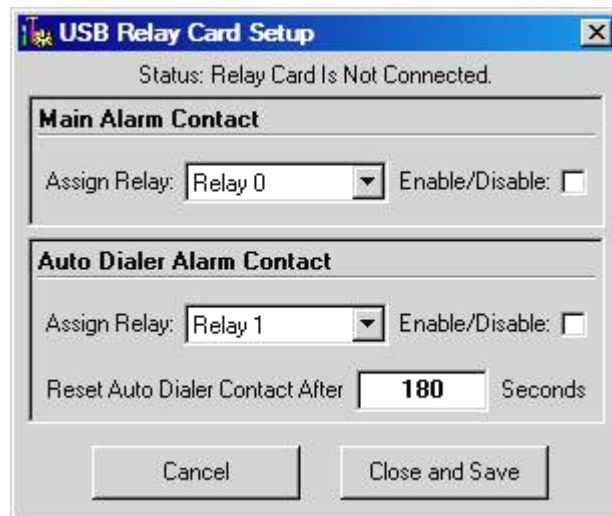 USB Relay Card Setup
Status: Relay Card Is Not Connected.
Main Alarm Contact
Assign Relay: Relay 0 Enable/Disable:
Auto Dialer Alarm Contact
Assign Relay: Relay 1 Enable/Disable:
Reset Auto Dialer Contact After 180 Seconds
Cancel Close and Save